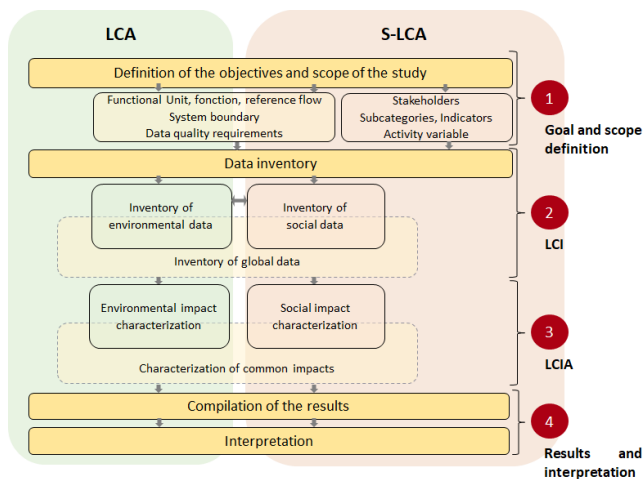 LCA
S-LCA
Definition of the objectives and scope of the study
Functional Unit, fonction, reference flow
System boundary
Data quality requirements
Stakeholders
Subcategories, Indicators
Activity variable
1
Goal and scope
definition
Data inventory
Inventory of
environmental data
Inventory of
social data
Inventory of global data
2
LCI
Environmental impact
characterization
Social impact
characterization
Characterization of common impacts
3
LCIA
Compilation of the results
Interpretation
4
Results and
interpretation